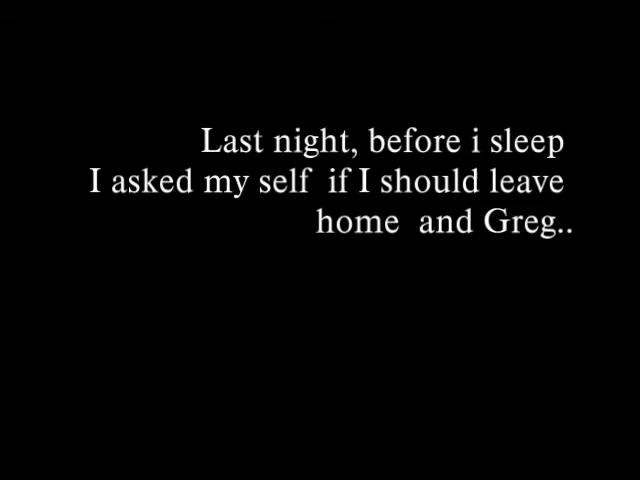 Last night, before i sleep
I asked my self  if I should leave
home  and Greg..